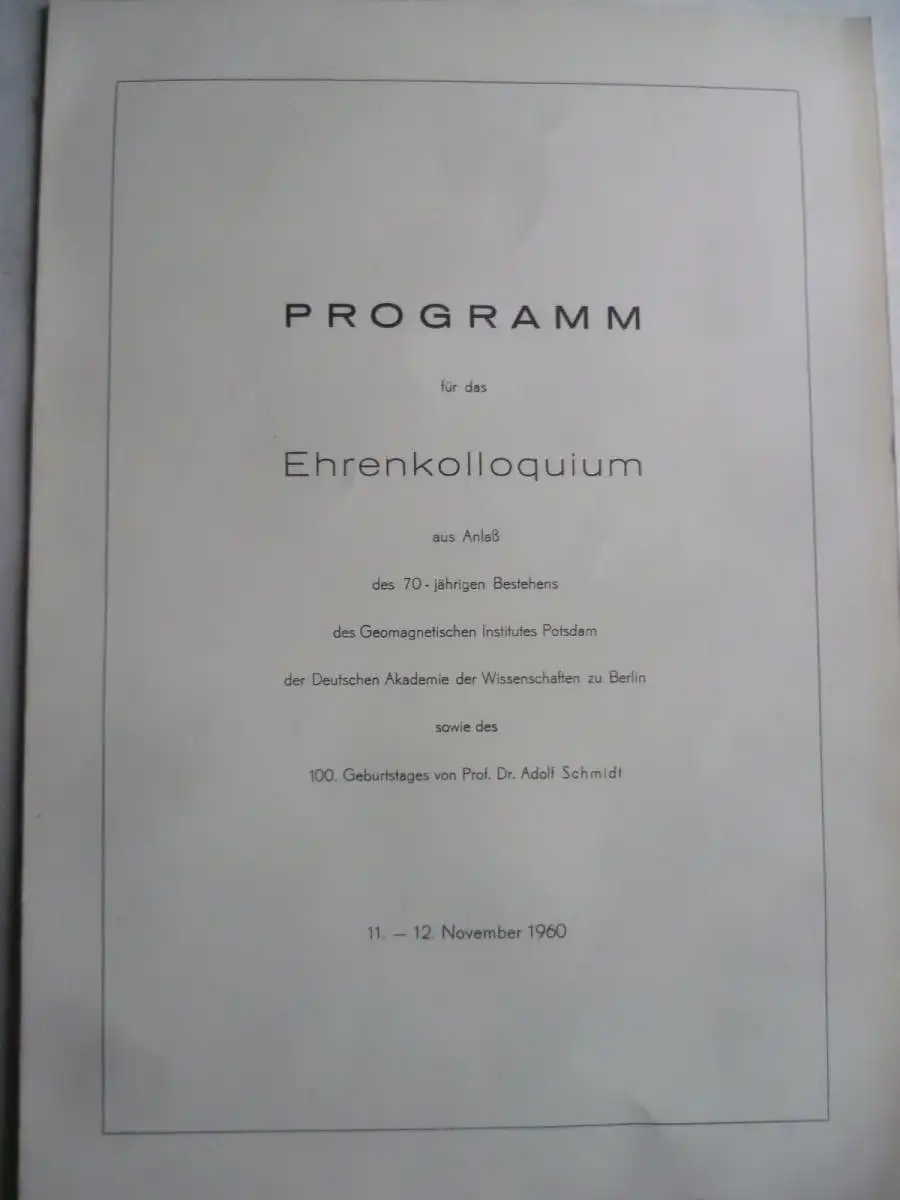 PROGRAMM
für das
Ehrenkolloquium
aus Anlaß
des 70-jährigen Bestehens
des Geomagnetischen Institutes Potsdam
der Deutschen Akademie der Wissenschaften zu Berlin
sowie des
100. Geburtstages von Prof. Dr. Adolf Schmidt
11. — 12. November 1960